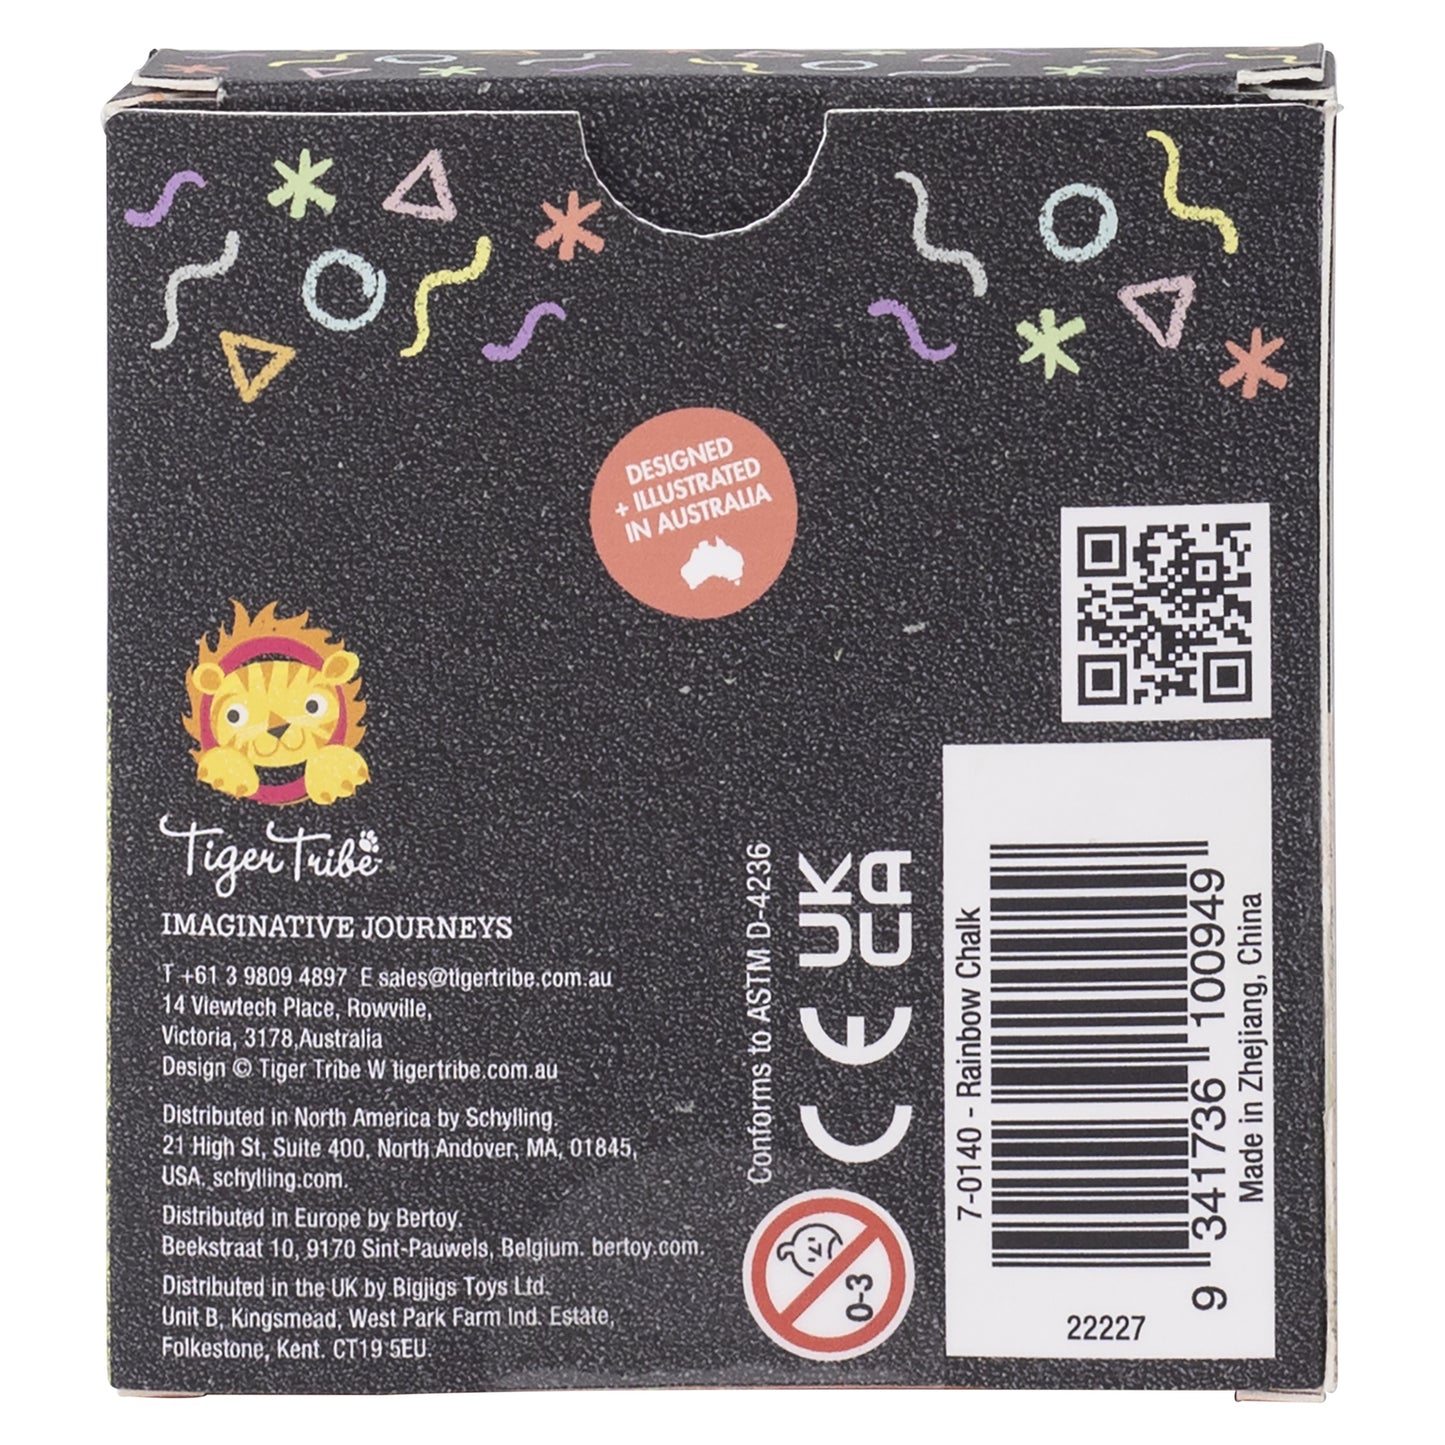 DESIGNED
+ ILLUSTRATED
IN AUSTRALIA
Tiger Tribe
IMAGINATIVE JOURNEYS
T +61 3 9809 4897 E sales@tigertribe.com.au
14 Viewtech Place, Rowville,
Victoria, 3178,Australia
Design © Tiger Tribe W tigertribe.com.au
Distributed in North America by Schylling.
21 High St, Suite 400, North Andover, MA, 01845,
USA. schylling.com.
Distributed in Europe by Bertoy.
Beekstraat 10, 9170 Sint-Pauwels, Belgium. bertoy.com.
Distributed in the UK by Bigjigs Toys Ltd.
Unit B, Kingsmead, West Park Farm Ind. Estate,
Folkestone, Kent. CT19 5EU.
Conforms to ASTM D-4236
CE
UK
CA
0-3
7-0140 - Rainbow Chalk
9 341736 100949
Made in Zhejiang, China
22227